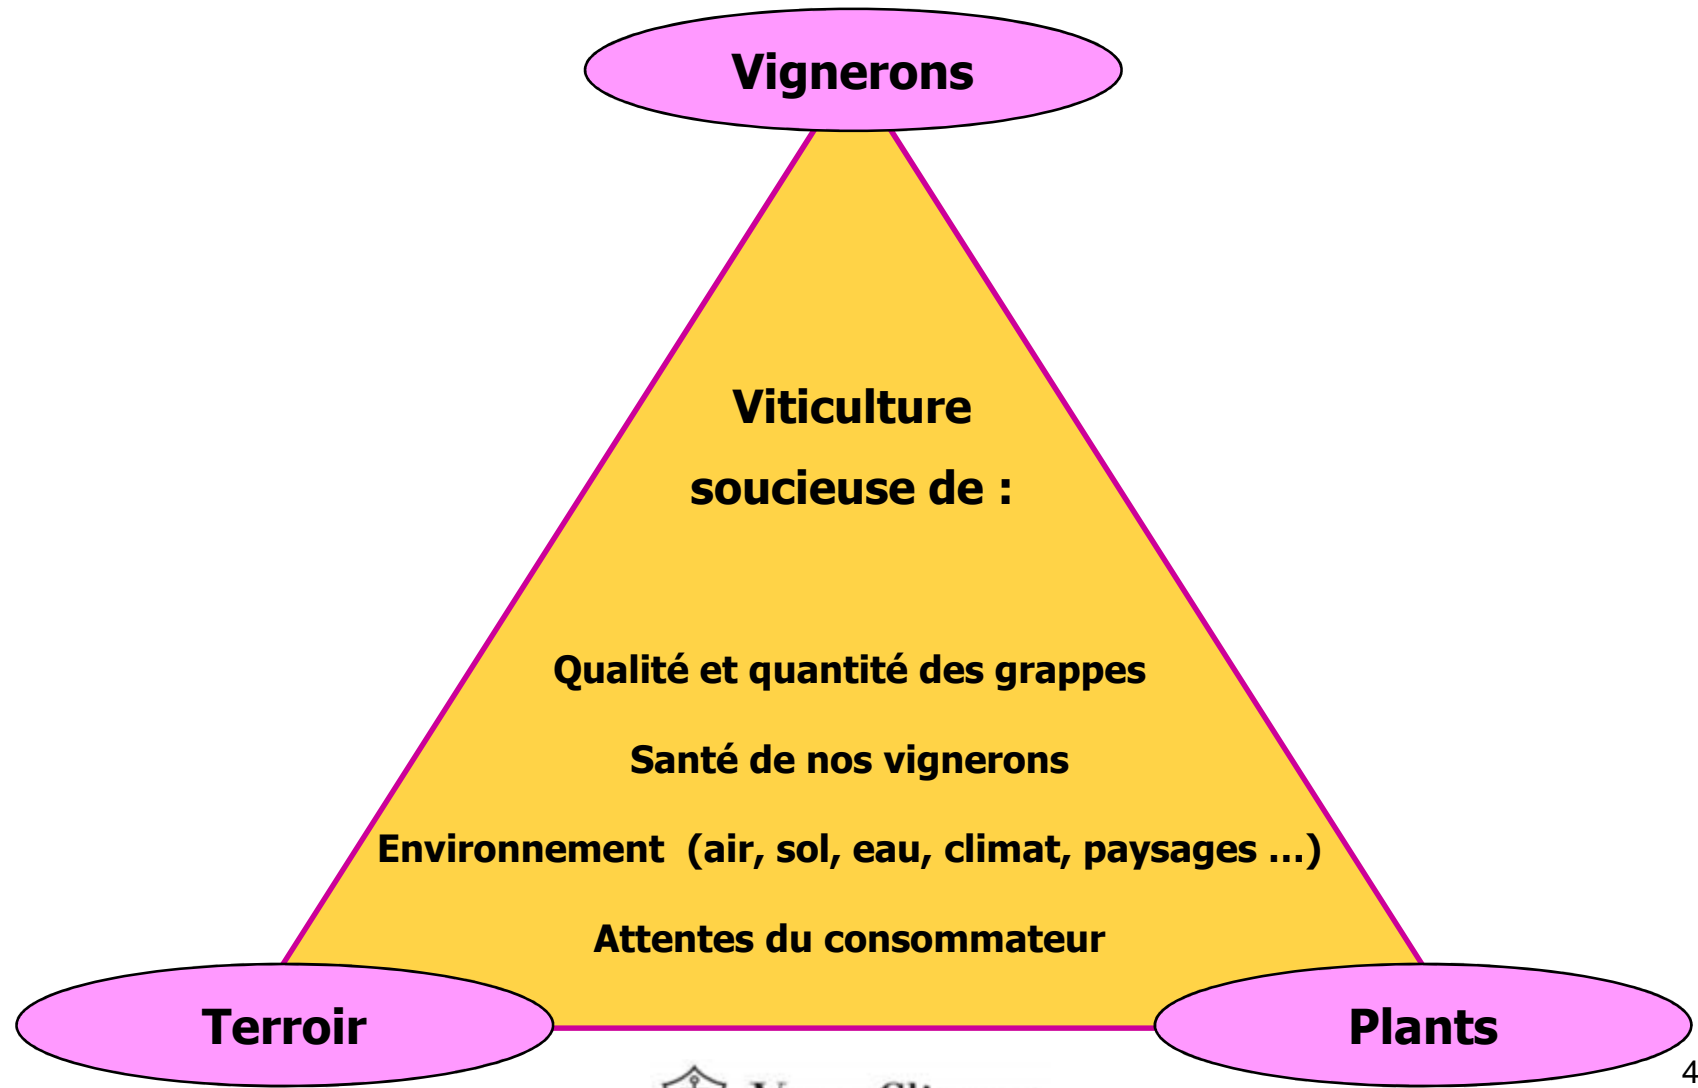 Vignerons
Viticulture
soucieuse de :
Qualité et quantité des grappes
Santé de nos vignerons
Environnement (air, sol, eau, climat, paysages ...)
Attentes du consommateur
Terroir
Plants
4